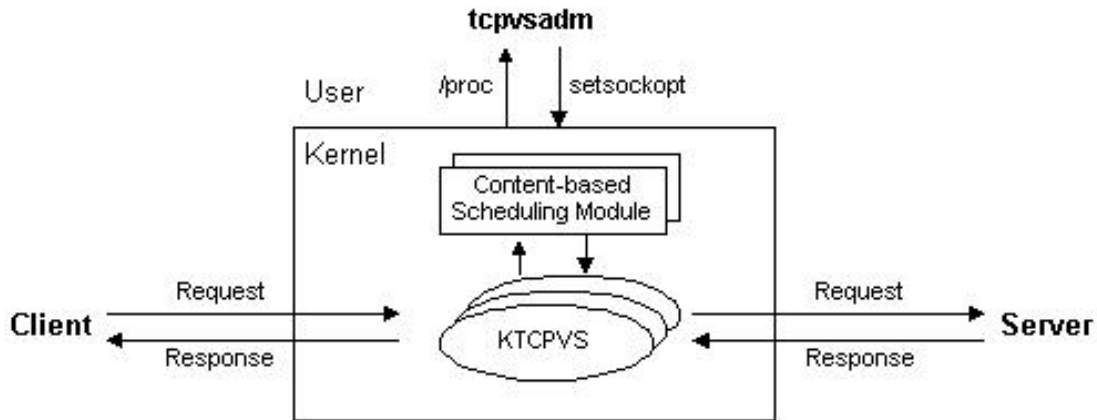 tcpvsadm
User
/proc
setsockopt
Kernel
Content-based
Scheduling Module
Request
Request
Client
KTCPVS
Server
Response
Response